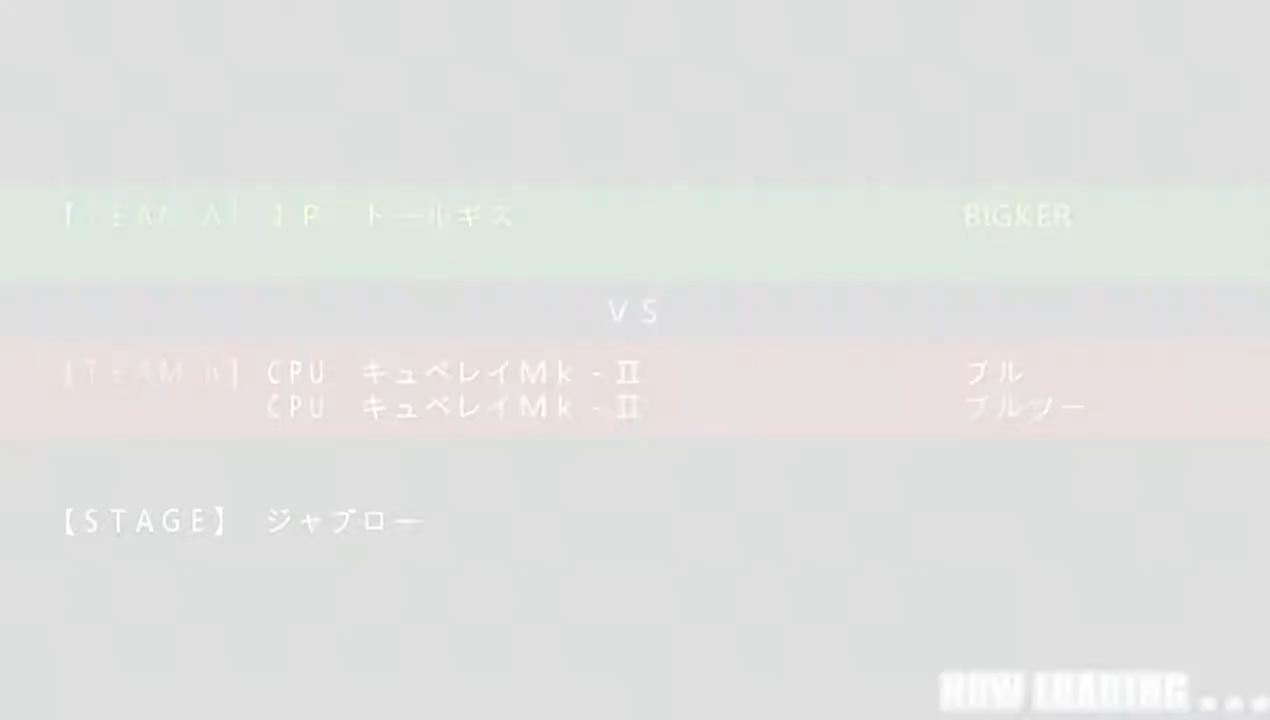 【TEAM A】 1P トールギス BIGKER
VS
【TEAM B】 CPU キュベレイMk-Ⅱ プル
CPU キュベレイMk-Ⅱ プルツー
【STAGE】 ジャブロー
NOW LOADING...